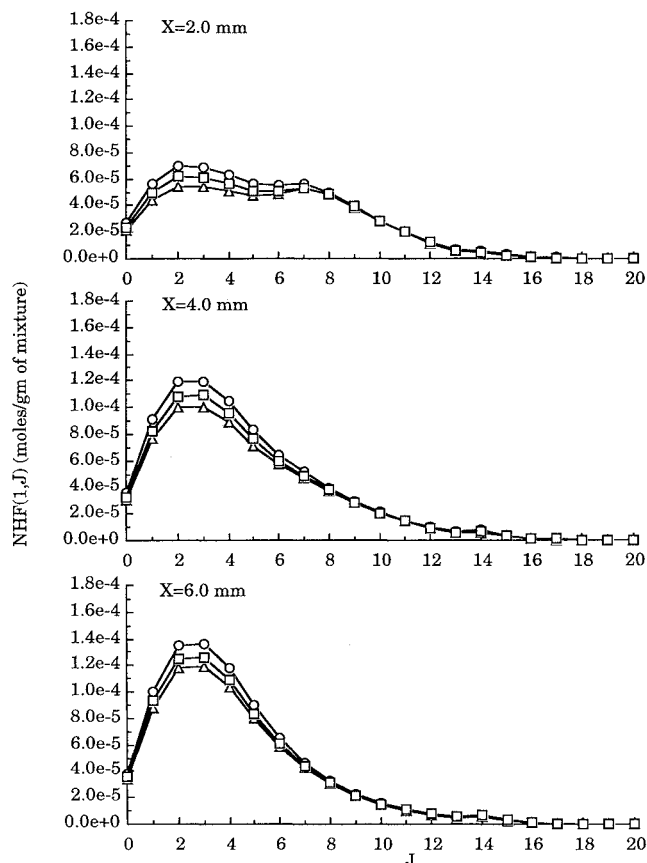 X=2.0 mm
1.8e-4
1.6e-4
1.4e-4
1.2e-4
1.0e-4
8.0e-5
6.0e-5
4.0e-5
2.0e-5
0.0e+0
0 2 4 6 8 10 12 14 16 18 20
NHF(1,J) (moles/gm of mixture)
X=4.0 mm
1.8e-4
1.6e-4
1.4e-4
1.2e-4
1.0e-4
8.0e-5
6.0e-5
4.0e-5
2.0e-5
0.0e+0
0 2 4 6 8 10 12 14 16 18 20
X=6.0 mm
1.8e-4
1.6e-4
1.4e-4
1.2e-4
1.0e-4
8.0e-5
6.0e-5
4.0e-5
2.0e-5
0.0e+0
0 2 4 6 8 10 12 14 16 18 20
J